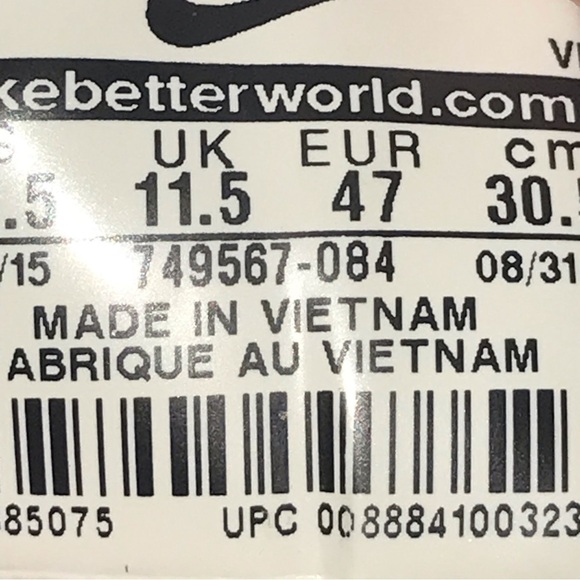 kebetterworld.com
UK EUR cm
.5 11.5 47 30.
/15 749567-084 08/31
MADE IN VIETNAM
ABRIQUE AU VIETNAM
85075 UPC 008884100323